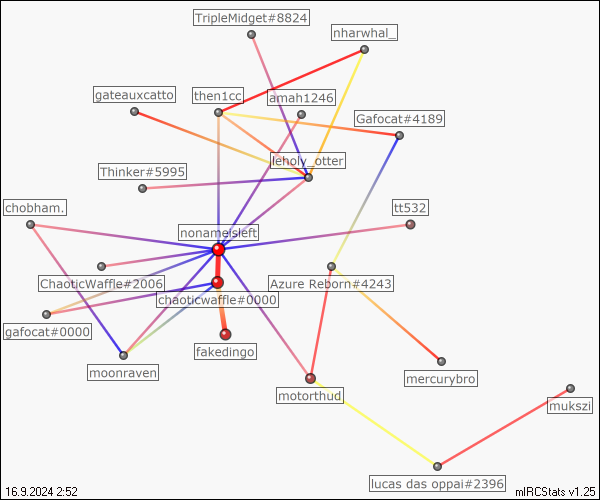 TripleMidget#8824
nharwhal_
gateauxcatto
then1cc
amah1246
Gafocat#4189
leholy_otter
Thinker#5995
chobham.
tt532
nonameisleft
ChaoticWaffle#2006
Azure Reborn#4243
chaoticwaffle#0000
gafocat#0000
fakedingo
moonraven
mercurybro
motorthud
mukszi
lucas das oppai#2396
16.9.2024 2:52
mIRCStats v1.25